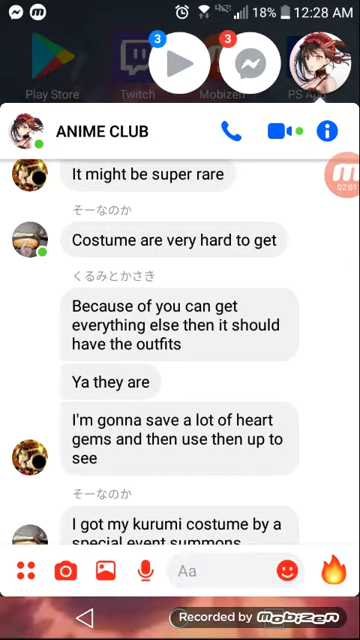 18% 12:28 AM
3
3
Play Store
Twitch
Mobizen
PS
ANIME CLUB
It might be super rare
02:01
そーなのか
Costume are very hard to get
くるみとかさき
Because of you can get
everything else then it should
have the outfits
Ya they are
I'm gonna save a lot of heart
gems and then use then up to
see
そーなのか
I got my kurumi costume by a
special event summons
Aa
Recorded by Mobizen